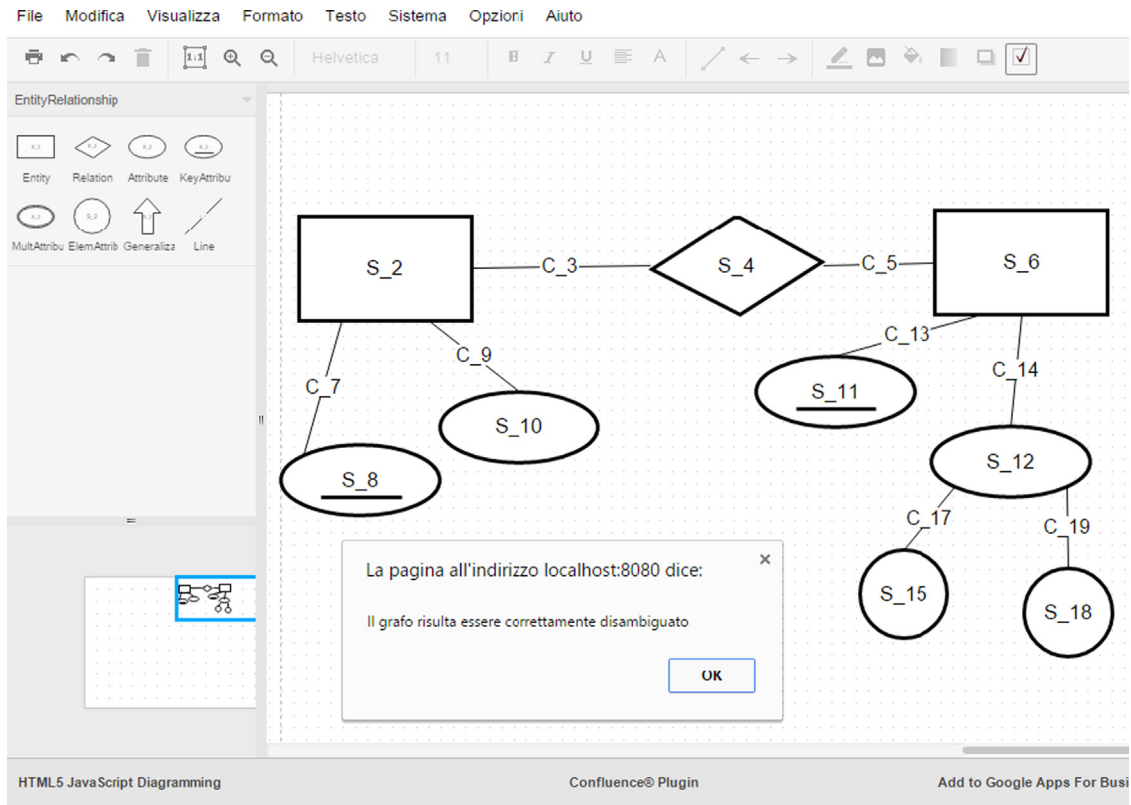 File Modifica Visualizza Formato Testo Sistema Opzioni Aiuto
1:1 Helvetica 11 B I U A
EntityRelationship
Entity Relation Attribute KeyAttribu
S_2
MultAttribu ElemAttrib Generaliza Line
S_2 C_3 S_4 C_5 S_6
C_13
C_9
C_14
C_7
S_11
S_10
S_12
S_8
C_17
C_19
S_15
S_18
La pagina all'indirizzo localhost:8080 dice:
Il grafo risulta essere correttamente disambiguato
OK
HTML5 JavaScript Diagramming Confluence® Plugin Add to Google Apps For Busi